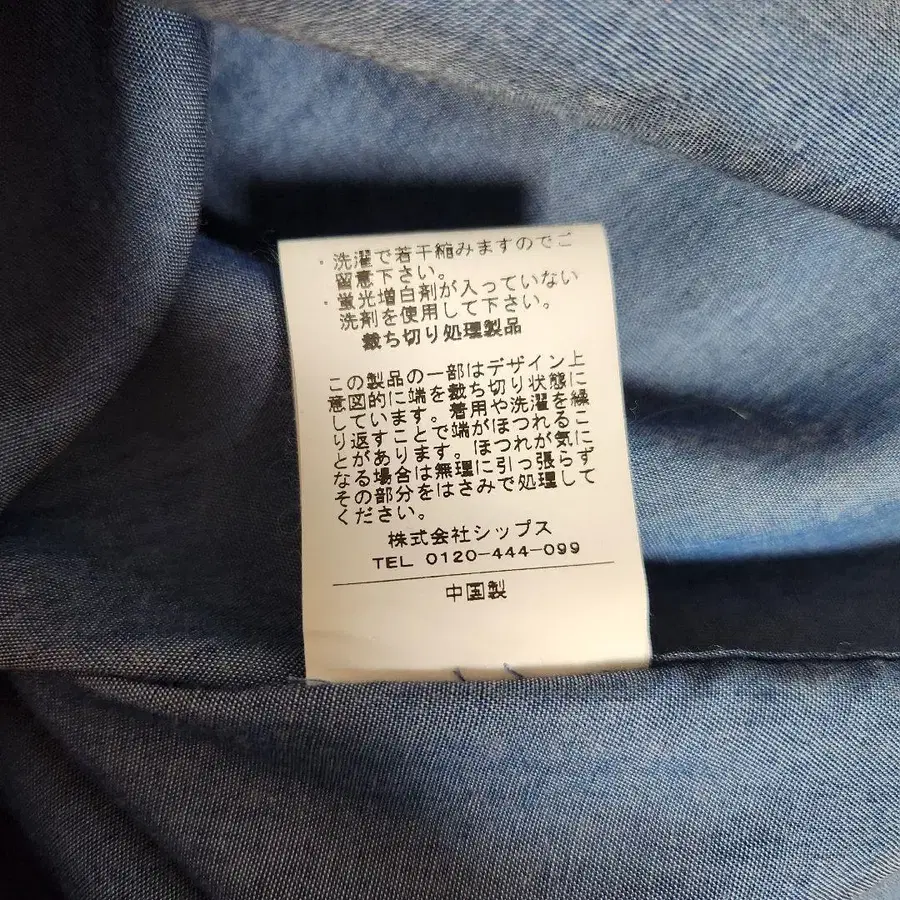 ・洗濯で若干縮みますのでご
留意下さい。
・蛍光増白剤が入っていない
洗剤を使用して下さい。
裁ち切り処理製品
この製品の一部はデザイン上
意図的に端を裁ち切り状態に
しています。着用や洗濯を繰
り返すことで端がほつれるこ
とがあります。ほつれが気に
なる場合は無理に引っ張らず
その部分をはさみで処理して
ください。
株式会社シップス
TEL 0120-444-099
中国製